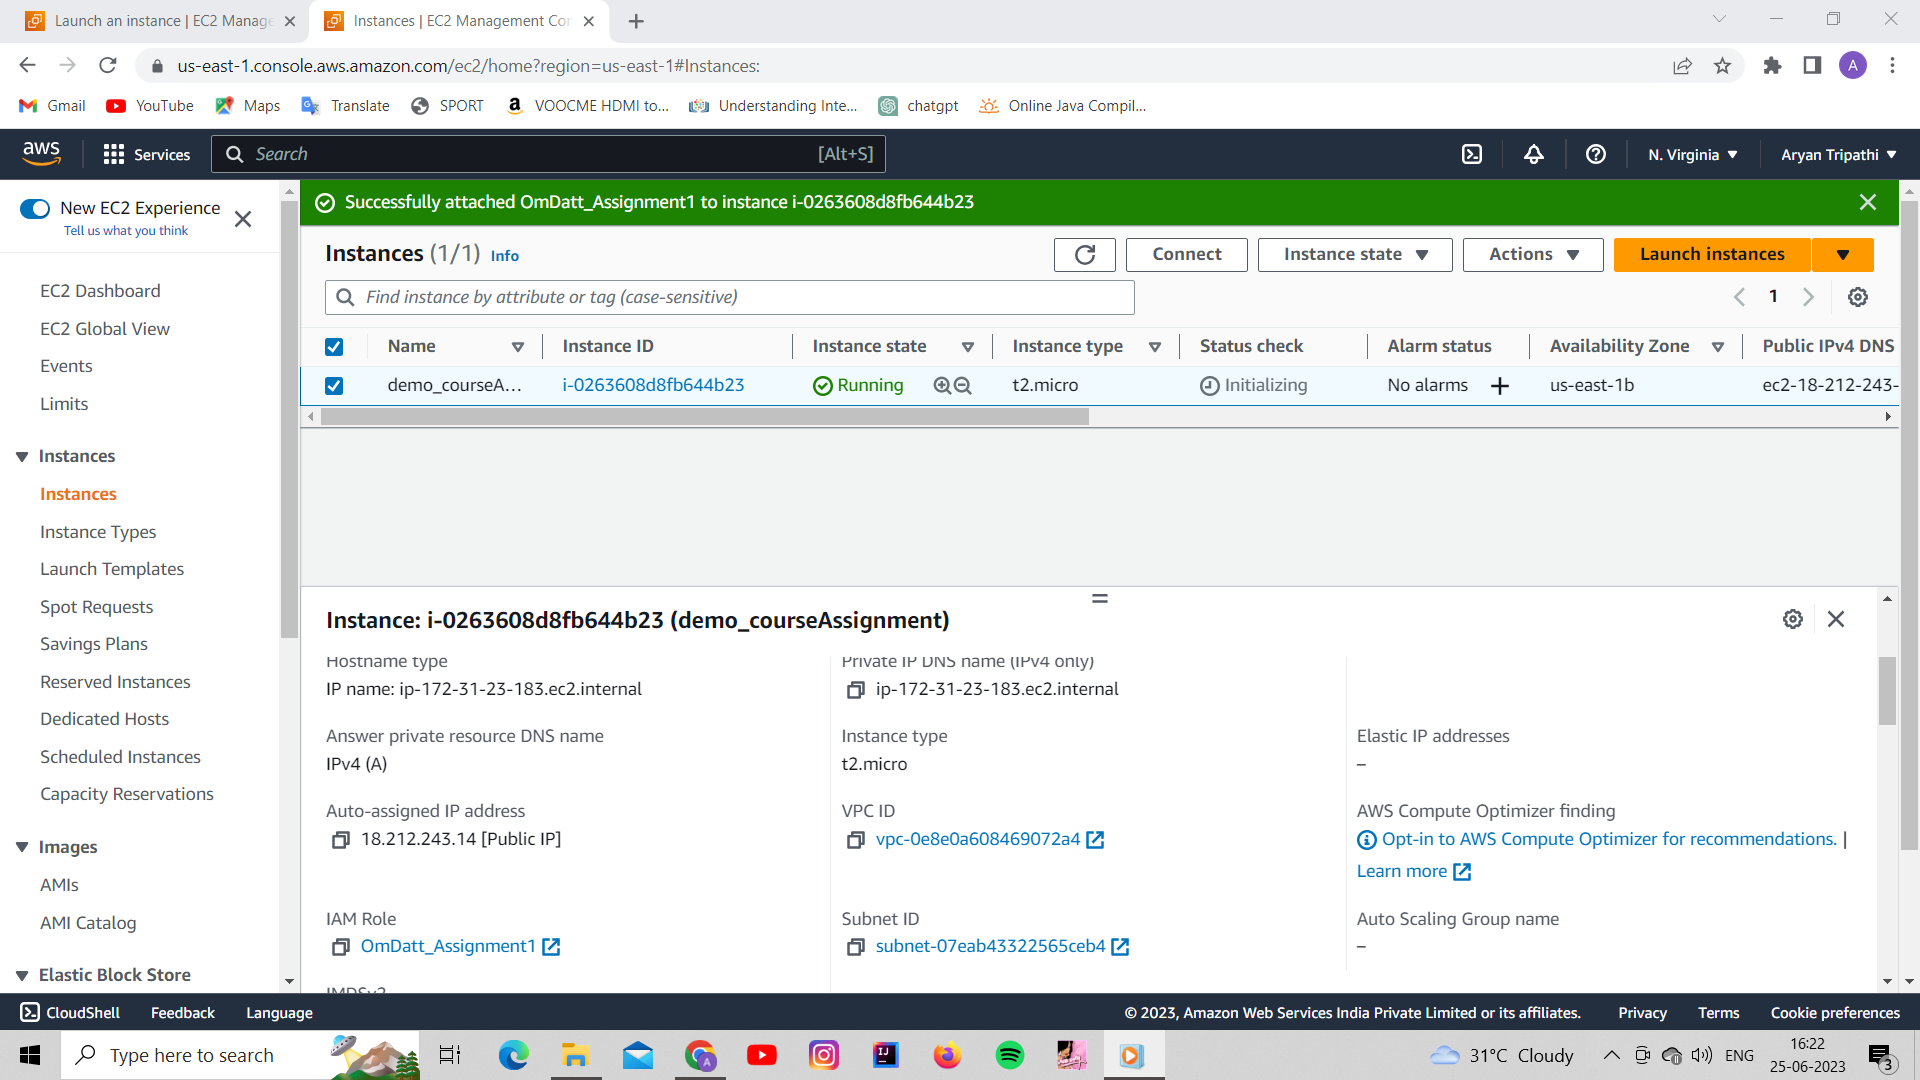 Launch an instance | EC2 Manage
Instances | EC2 Management Con
us-east-1.console.aws.amazon.com/ec2/home?region=us-east-1#Instances:
A
Gmail
YouTube
Maps
Translate
SPORT
VOOCME HDMI to...
Understanding Inte...
chatgpt
Online Java Compil...
aws
Services
Search
[Alt+S]
N. Virginia
Aryan Tripathi
New EC2 Experience
Tell us what you think
EC2 Dashboard
EC2 Global View
Events
Limits
Instances
Instances
Instance Types
Launch Templates
Spot Requests
Savings Plans
Reserved Instances
Dedicated Hosts
Scheduled Instances
Capacity Reservations
Images
AMIs
AMI Catalog
Elastic Block Store
Successfully attached OmDatt_Assignment1 to instance i-0263608d8fb644b23
Instances (1/1) Info
Connect
Instance state
Actions
Launch instances
Find instance by attribute or tag (case-sensitive)
1
Name
Instance ID
Instance state
Instance type
Status check
Alarm status
Availability Zone
Public IPv4 DNS
demo_courseA...
i-0263608d8fb644b23
Running
t2.micro
Initializing
No alarms
us-east-1b
ec2-18-212-243-
Instance: i-0263608d8fb644b23 (demo_courseAssignment)
Hostname type
IP name: ip-172-31-23-183.ec2.internal
Private IP DNS name (IPv4 only)
ip-172-31-23-183.ec2.internal
Answer private resource DNS name
IPv4 (A)
Instance type
t2.micro
Elastic IP addresses
–
Auto-assigned IP address
18.212.243.14 [Public IP]
VPC ID
vpc-0e8e0a608469072a4
AWS Compute Optimizer finding
Opt-in to AWS Compute Optimizer for recommendations. |
Learn more
IAM Role
OmDatt_Assignment1
Subnet ID
subnet-07eab43322565ceb4
Auto Scaling Group name
–
IMDSv2
CloudShell
Feedback
Language
© 2023, Amazon Web Services India Private Limited or its affiliates.
Privacy
Terms
Cookie preferences
Type here to search
31°C Cloudy
ENG
16:22
25-06-2023
3